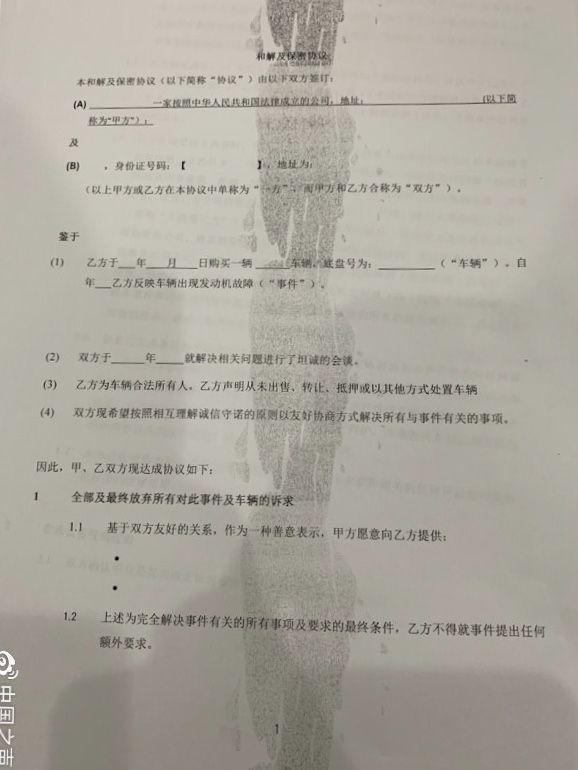 和解及保密协议
本和解及保密协议（以下简称“协议”）由以下双方签订：
(A) ________一家按照中华人民共和国法律成立的公司，地址：________（以下简
称为“甲方”）；
及
(B) ，身份证号码：【 】，地址为：
（以上甲方或乙方在本协议中单称为“一方”，而甲方和乙方合称为“双方”）。
鉴于
(1) 乙方于___年___月___日购买一辆_____车辆，底盘号为：________（“车辆”）。自
年___乙方反映车辆出现发动机故障（“事件”）。
(2) 双方于_____年____就解决相关问题进行了坦诚的会谈。
(3) 乙方为车辆合法所有人。乙方声明从未出售、转让、抵押或以其他方式处置车辆
(4) 双方现希望按照相互理解诚信守诺的原则以友好协商方式解决所有与事件有关的事项。
因此，甲、乙双方现达成协议如下：
1 全部及最终放弃所有对此事件及车辆的诉求
1.1 基于双方友好的关系，作为一种善意表示，甲方愿意向乙方提供：
•
•
1.2 上述为完全解决事件有关的所有事项及要求的最终条件，乙方不得就事件提出任何
额外要求。
1
中国之声